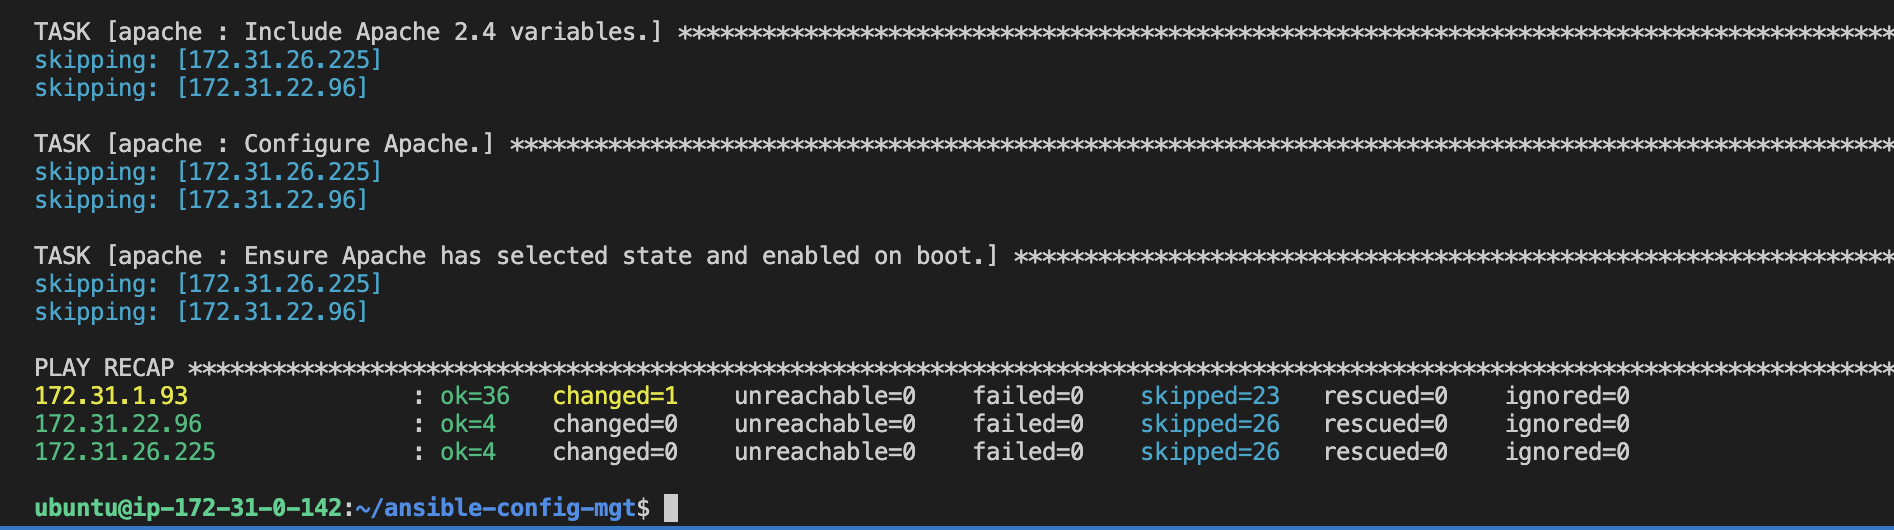 TASK [apache : Include Apache 2.4 variables.] **************************************************************************************
skipping: [172.31.26.225]
skipping: [172.31.22.96]
TASK [apache : Configure Apache.] **************************************************************************************************
skipping: [172.31.26.225]
skipping: [172.31.22.96]
TASK [apache : Ensure Apache has selected state and enabled on boot.] **************************************************************
skipping: [172.31.26.225]
skipping: [172.31.22.96]
PLAY RECAP *************************************************************************************************************************
172.31.1.93 : ok=36 changed=1 unreachable=0 failed=0 skipped=23 rescued=0 ignored=0
172.31.22.96 : ok=4 changed=0 unreachable=0 failed=0 skipped=26 rescued=0 ignored=0
172.31.26.225 : ok=4 changed=0 unreachable=0 failed=0 skipped=26 rescued=0 ignored=0
ubuntu@ip-172-31-0-142:~/ansible-config-mgt$